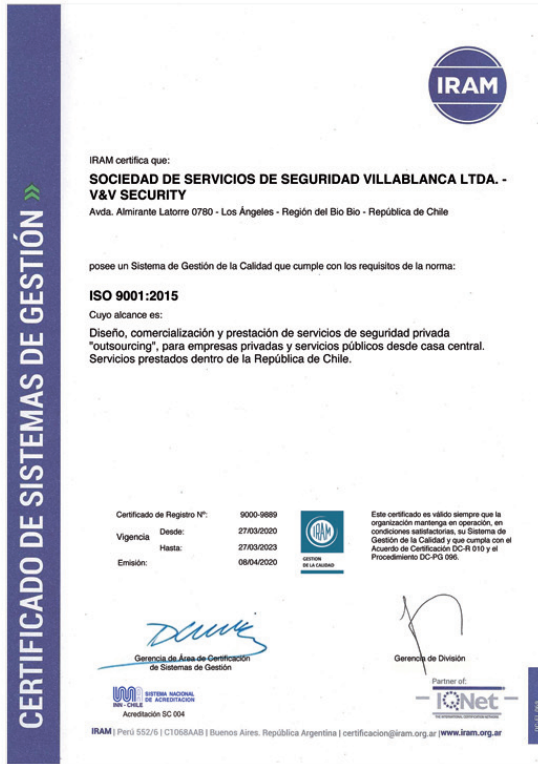 CERTIFICADO DE SISTEMAS DE GESTIÓN »
IRAM
IRAM certifica que:
SOCIEDAD DE SERVICIOS DE SEGURIDAD VILLABLANCA LTDA. -
V&V SECURITY
Avda. Almirante Latorre 0780 - Los Ángeles - Región del Bio Bio - República de Chile
posee un Sistema de Gestión de la Calidad que cumple con los requisitos de la norma:
ISO 9001:2015
Cuyo alcance es:
Diseño, comercialización y prestación de servicios de seguridad privada
"outsourcing", para empresas privadas y servicios públicos desde casa central.
Servicios prestados dentro de la República de Chile.
Certificado de Registro Nº: 9000-9889
Vigencia
Desde: 27/03/2020
Hasta: 27/03/2023
Emisión: 08/04/2020
IRAM
GESTION
DE LA CALIDAD
Este certificado es válido siempre que la
organización mantenga en operación, en
condiciones satisfactorias, su Sistema de
Gestión de la Calidad y que cumpla con el
Acuerdo de Certificación DC-R 010 y el
Procedimiento DC-PG 096.
Gerencia de Área de Certificación
de Sistemas de Gestión
Gerencia de División
INN - CHILE
SISTEMA NACIONAL
DE ACREDITACION
Acreditación SC 004
Partner of:
IQNet
THE INTERNATIONAL CERTIFICATION NETWORK
IRAM | Perú 552/6 | C1068AAB | Buenos Aires. República Argentina | certificacion@iram.org.ar | www.iram.org.ar